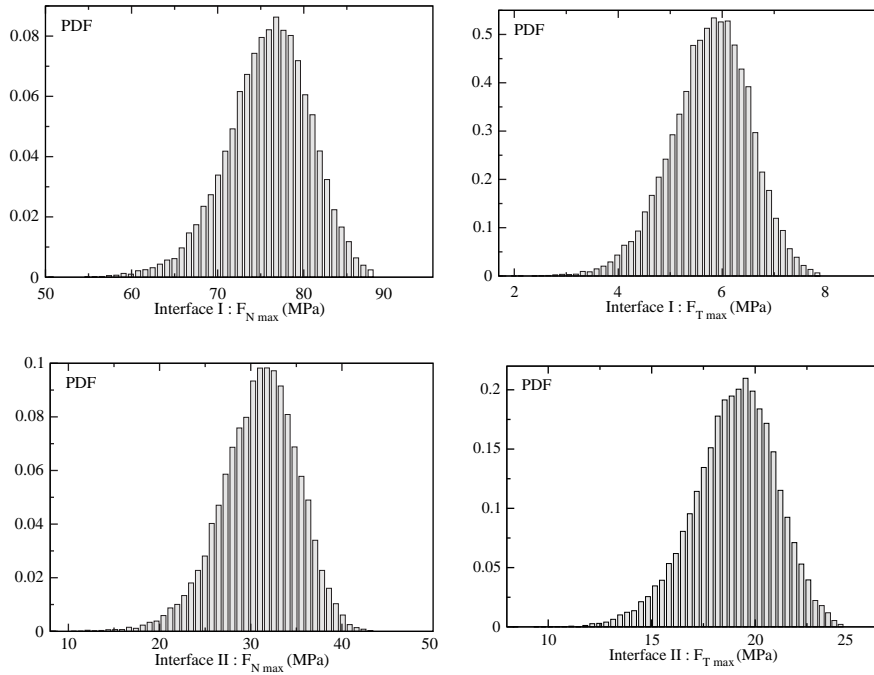 PDF
0.08
0.06
0.04
0.02
0
50 60 70 80 90
Interface I : F_N max (MPa)
PDF
0.5
0.4
0.3
0.2
0.1
0
2 4 6 8
Interface I : F_T max (MPa)
0.1
PDF
0.08
0.06
0.04
0.02
0
10 20 30 40 50
Interface II : F_N max (MPa)
PDF
0.2
0.15
0.1
0.05
0
10 15 20 25
Interface II : F_T max (MPa)